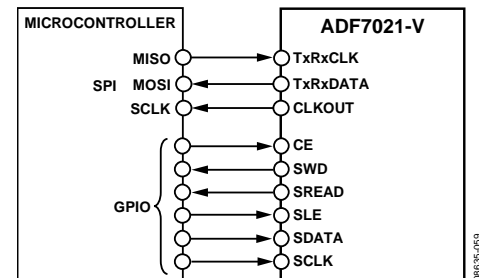 MICROCONTROLLER
ADF7021-V
MISO
TxRxCLK
SPI MOSI
TxRxDATA
SCLK
CLKOUT
CE
SWD
SREAD
GPIO
SLE
SDATA
SCLK
08635-059